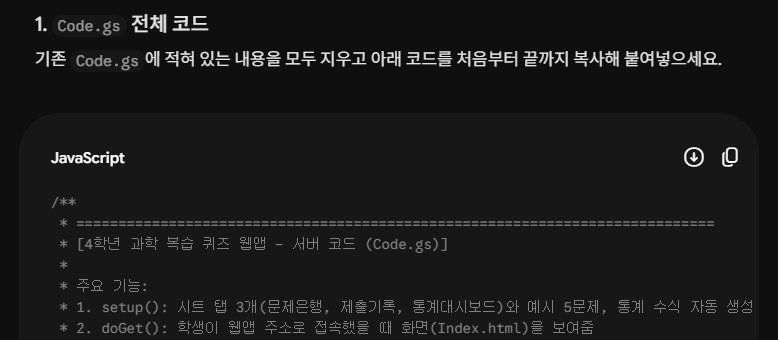 1. Code.gs 전체 코드
기존 Code.gs에 적혀 있는 내용을 모두 지우고 아래 코드를 처음부터 끝까지 복사해 붙여넣으세요.
JavaScript
/**
 * ============================================================================
 * [4학년 과학 복습 퀴즈 웹앱 - 서버 코드 (Code.gs)]
 *
 * 주요 기능:
 * 1. setup(): 시트 탭 3개(문제은행, 제출기록, 통계대시보드)와 예시 5문제, 통계 수식 자동 생성
 * 2. doGet(): 학생이 웹앱 주소로 접속했을 때 화면(Index.html)을 보여줌